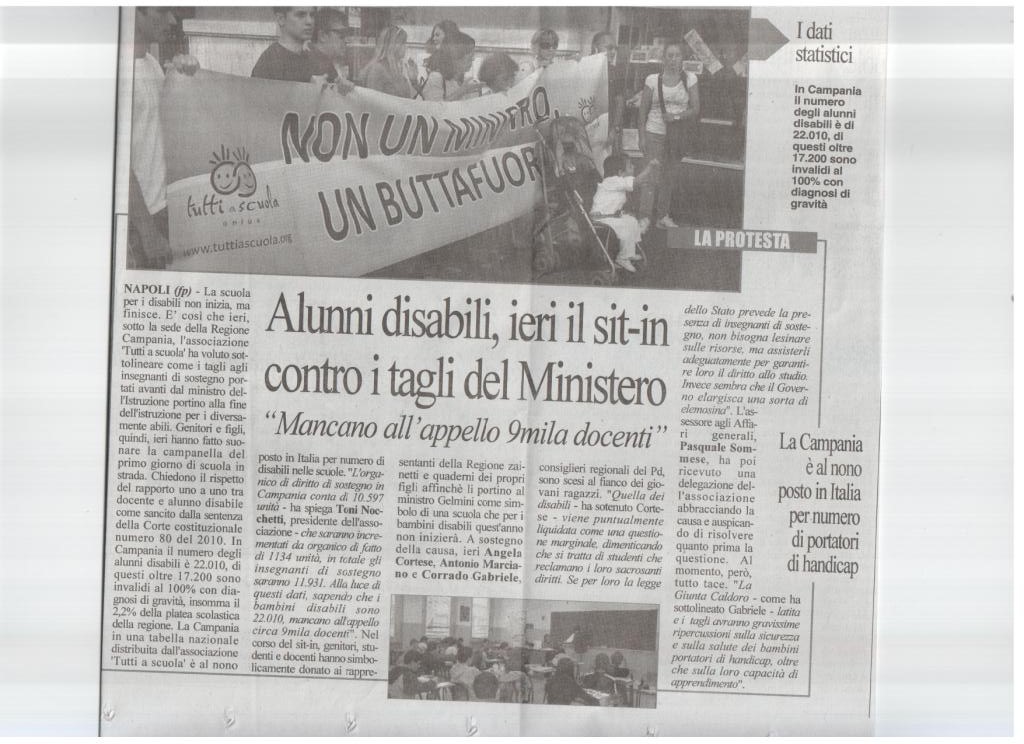 NON UN MINITRO,
UN BUTTAFUOR
tutti a scuola
onlus
www.tuttiascuola.org
I dati
statistici
In Campania
il numero
degli alunni
disabili è di
22.010, di
questi oltre
17.200 sono
invalidi al
100% con
diagnosi di
gravità
LA PROTESTA
Alunni disabili, ieri il sit-in
contro i tagli del Ministero
“Mancano all’appello 9mila docenti”
NAPOLI (fp) - La scuola
per i disabili non inizia, ma
finisce. E' così che ieri,
sotto la sede della Regione
Campania, l'associazione
'Tutti a scuola' ha voluto sot-
tolineare come i tagli agli
insegnanti di sostegno por-
tati avanti dal ministro del-
l'Istruzione portino alla fine
dell'istruzione per i diversa-
mente abili. Genitori e figli,
quindi, ieri hanno fatto suo-
nare la campanella del
primo giorno di scuola in
strada. Chiedono il rispetto
del rapporto uno a uno tra
docente e alunno disabile
come sancito dalla sentenza
della Corte costituzionale
numero 80 del 2010. In
Campania il numero degli
alunni disabili è 22.010, di
questi oltre 17.200 sono
invalidi al 100% con dia-
gnosi di gravità, insomma il
2,2% della platea scolastica
della regione. La Campania
in una tabella nazionale
distribuita dall'associazione
'Tutti a scuola' è al nono
posto in Italia per numero di
disabili nelle scuole. "L'orga-
nico di diritto di sostegno in
Campania conta di 10.597
unità - ha spiega Toni Noc-
chetti, presidente dell'asso-
ciazione - che saranno incre-
mentati da organico di fatto
di 1134 unità, in totale gli
insegnanti di sostegno
saranno 11.931. Alla luce di
questi dati, sapendo che i
bambini disabili sono
22.010, mancano all'appello
circa 9mila docenti". Nel
corso del sit-in, genitori, stu-
denti e docenti hanno simbo-
licamente donato ai rappre-
sentanti della Regione zai-
netti e quaderni dei propri
figli affinchè li portino al
ministro Gelmini come sim-
bolo di una scuola che per i
bambini disabili quest'anno
non inizierà. A sostegno
della causa, ieri Angela
Cortese, Antonio Marcia-
no e Corrado Gabriele,
consiglieri regionali del Pd,
sono scesi al fianco dei gio-
vani ragazzi. "Quella dei
disabili - ha sottenuto Corte-
se - viene puntualmente
liquidata come una questio-
ne marginale, dimenticando
che si tratta di studenti che
reclamano i loro sacrosanti
diritti. Se per loro la legge
dello Stato prevede la pre-
senza di insegnanti di soste-
gno, non bisogna lesinare
sulle risorse, ma assisterli
adeguatamente per garanti-
re loro il diritto allo studio.
Invece sembra che il Gover-
no elargisca una sorta di
elemosina". L'as-
sessore agli Affa-
ri generali,
Pasquale Som-
mese, ha poi
ricevuto una
delegazione del-
l'associazione
abbracciando la
causa e auspican-
do di risolvere
quanto prima la
questione. Al
momento, però,
tutto tace. "La
Giunta Caldoro - come ha
sottolineato Gabriele - latita
e i tagli avranno gravissime
ripercussioni sulla sicurezza
e sulla salute dei bambini
portatori di handicap, oltre
che sulla loro capacità di
apprendimento".
La Campania
è al nono
posto in Italia
per numero
di portatori
di handicap